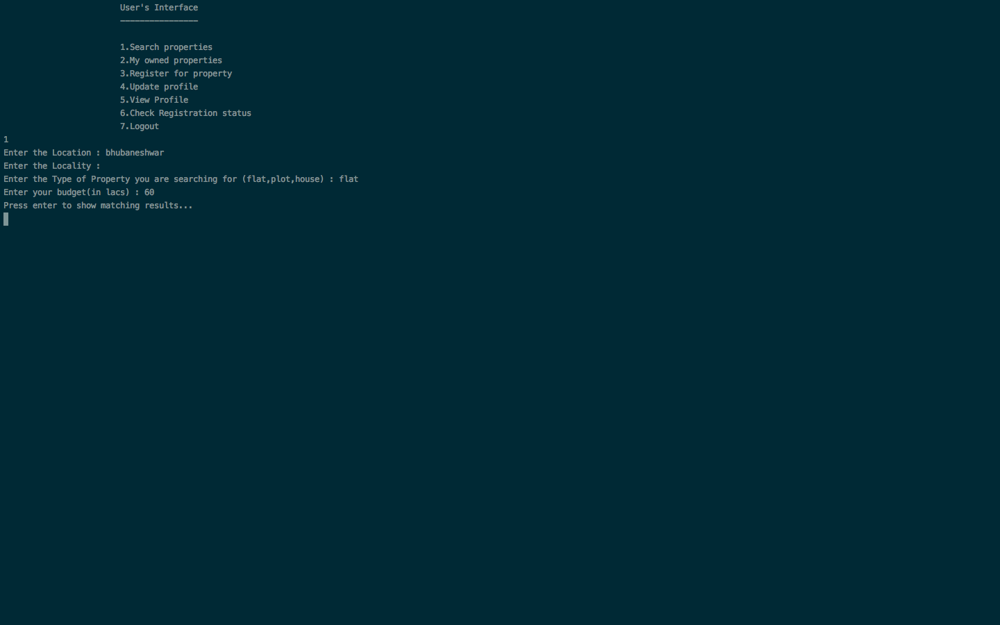 User's Interface
----------------
1.Search properties
2.My owned properties
3.Register for property
4.Update profile
5.View Profile
6.Check Registration status
7.Logout
1
Enter the Location : bhubaneshwar
Enter the Locality :
Enter the Type of Property you are searching for (flat,plot,house) : flat
Enter your budget(in lacs) : 60
Press enter to show matching results...